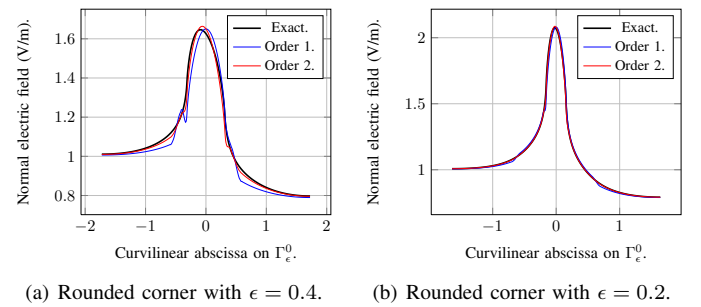 Normal electric field (V/m).
1.6
1.4
1.2
1
0.8
−2
−1
0
1
2
Exact.
Order 1.
Order 2.
Curvilinear abscissa on Γ⁰_ϵ.
(a) Rounded corner with ϵ = 0.4.
Normal electric field (V/m).
2
1.5
1
−1
0
1
Exact.
Order 1.
Order 2.
Curvilinear abscissa on Γ⁰_ϵ.
(b) Rounded corner with ϵ = 0.2.